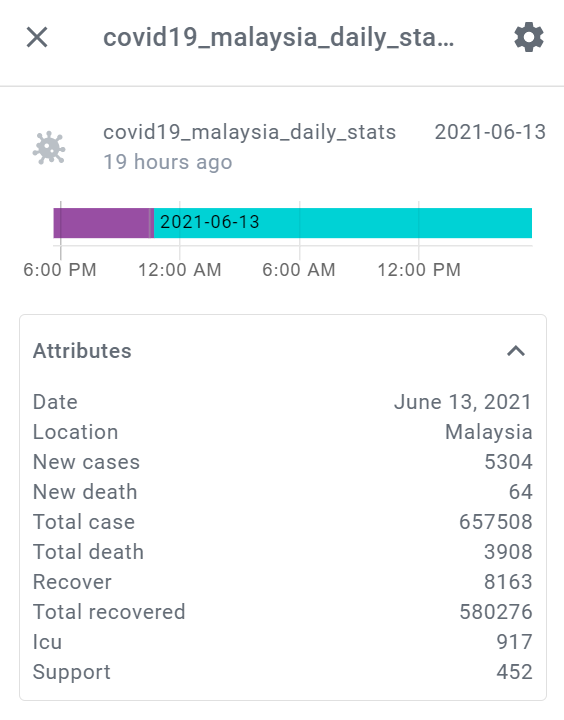 covid19_malaysia_daily_sta...
covid19_malaysia_daily_stats 2021-06-13
19 hours ago
2021-06-13
6:00 PM 12:00 AM 6:00 AM 12:00 PM
Attributes
Date June 13, 2021
Location Malaysia
New cases 5304
New death 64
Total case 657508
Total death 3908
Recover 8163
Total recovered 580276
Icu 917
Support 452